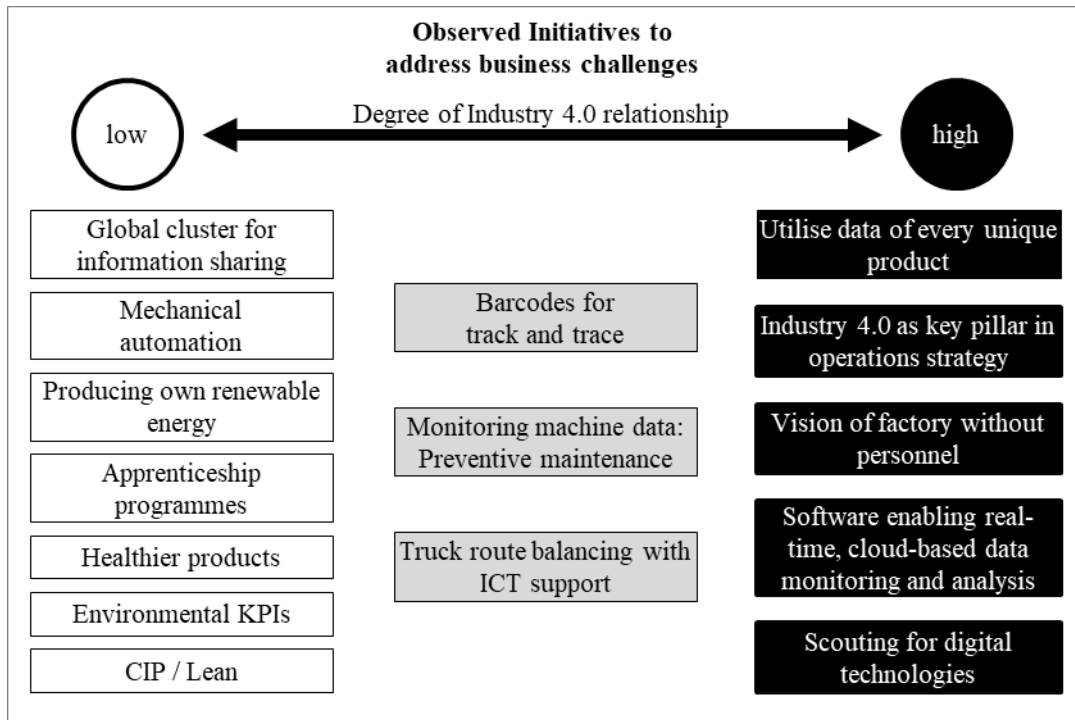 Observed Initiatives to
address business challenges
Degree of Industry 4.0 relationship
low
high
Global cluster for
information sharing
Mechanical
automation
Producing own renewable
energy
Apprenticeship
programmes
Healthier products
Environmental KPIs
CIP / Lean
Barcodes for
track and trace
Monitoring machine data:
Preventive maintenance
Truck route balancing with
ICT support
Utilise data of every unique
product
Industry 4.0 as key pillar in
operations strategy
Vision of factory without
personnel
Software enabling real-
time, cloud-based data
monitoring and analysis
Scouting for digital
technologies